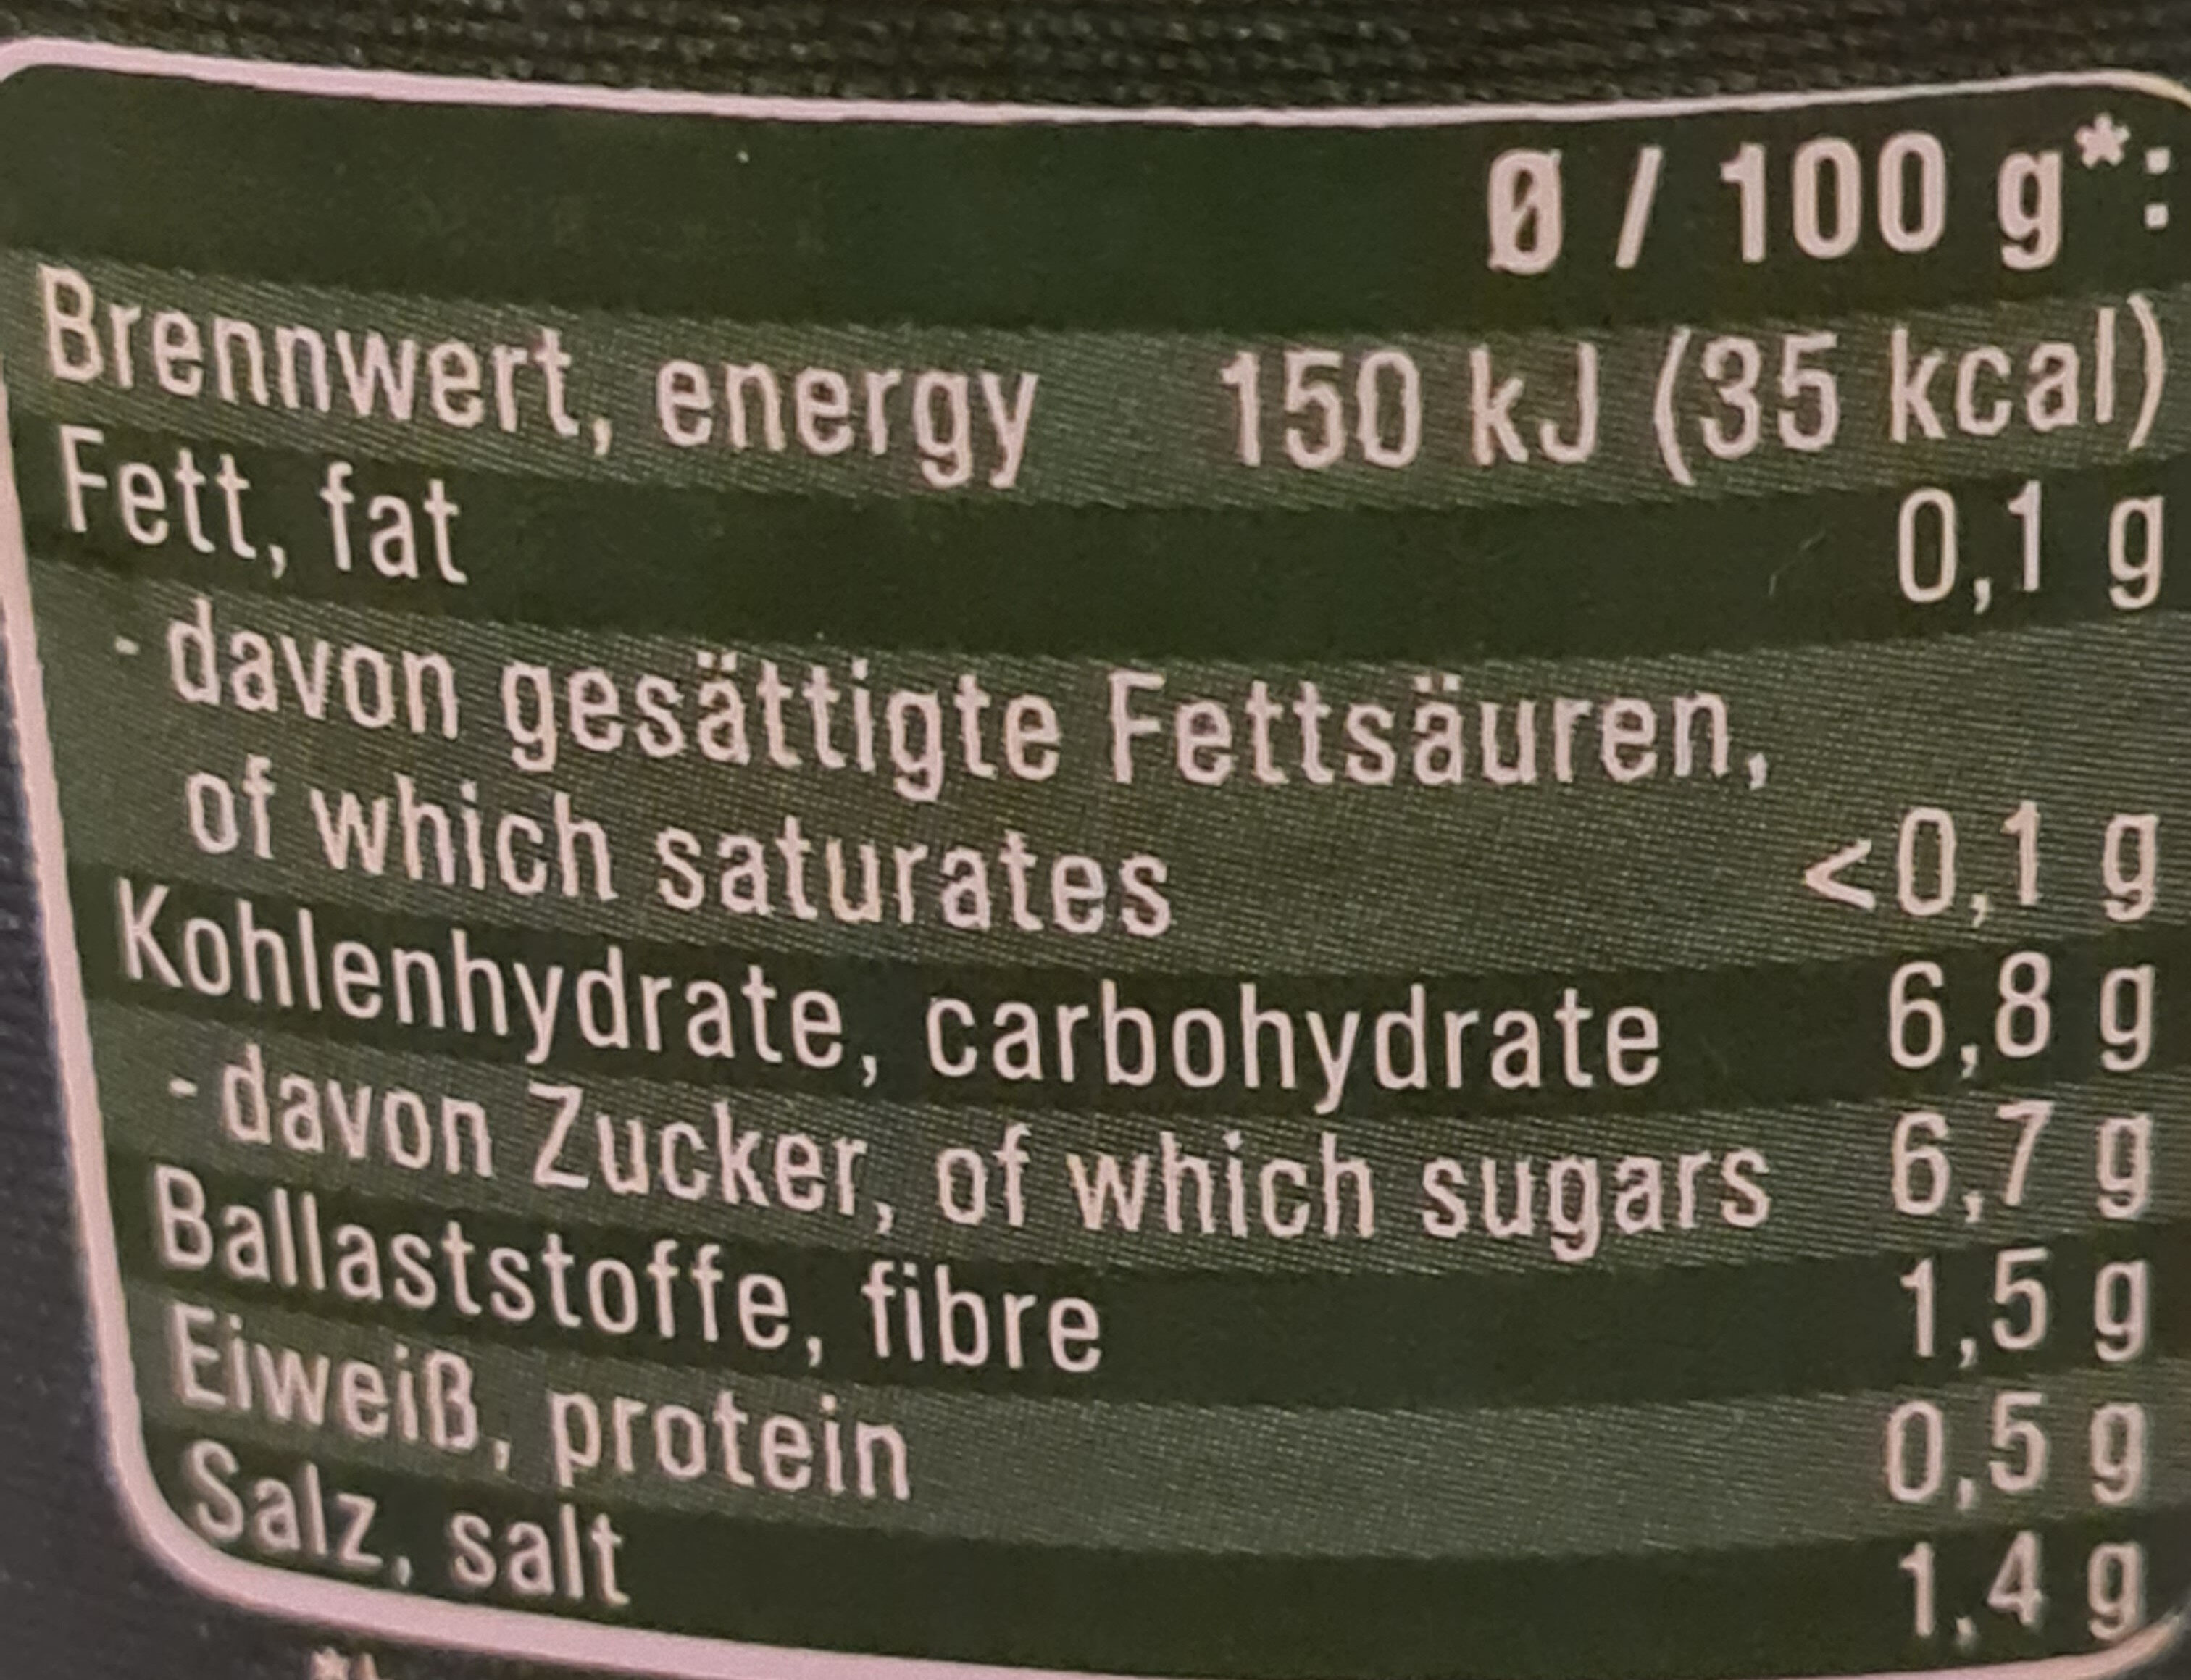 Ø / 100 g*:
Brennwert, energy 150 kJ (35 kcal)
Fett, fat 0,1 g
- davon gesättigte Fettsäuren,
of which saturates <0,1 g
Kohlenhydrate, carbohydrate 6,8 g
- davon Zucker, of which sugars 6,7 g
Ballaststoffe, fibre 1,5 g
Eiweiß, protein 0,5 g
Salz, salt 1,4 g